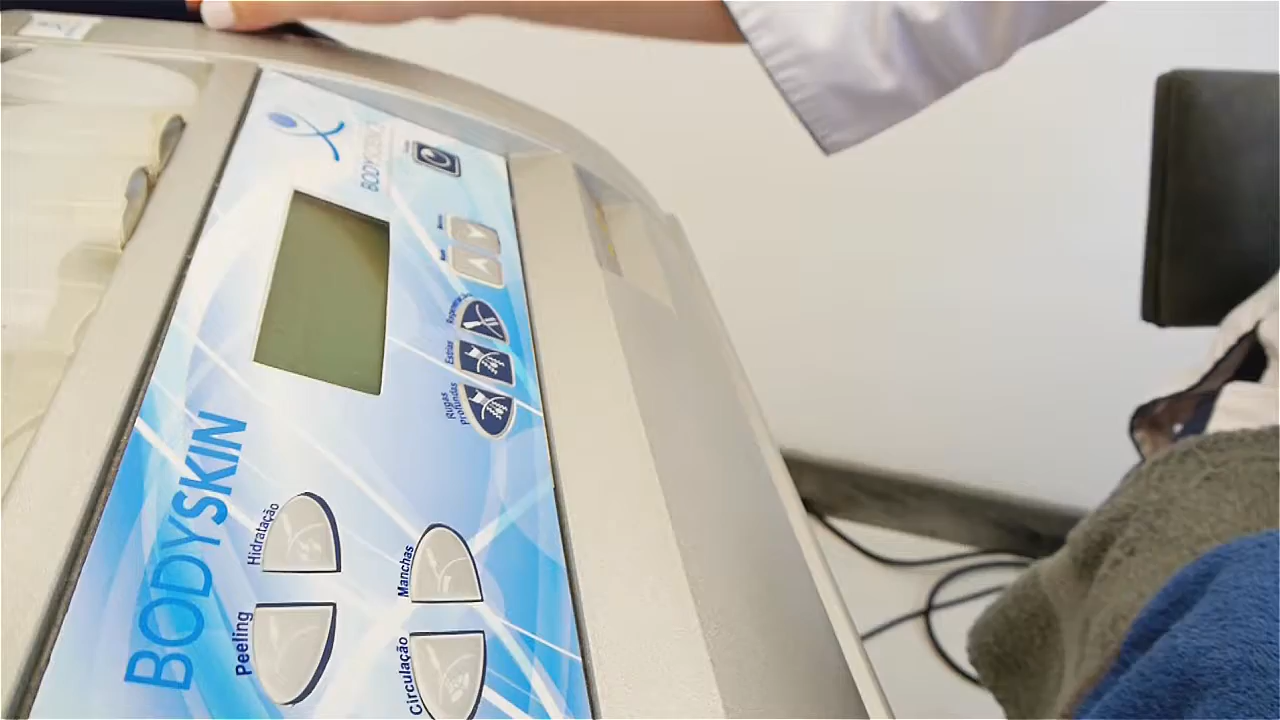 BODYSKIN
Peeling
Hidratação
Circulação
Manchas
Rugas
profundas
Estrias